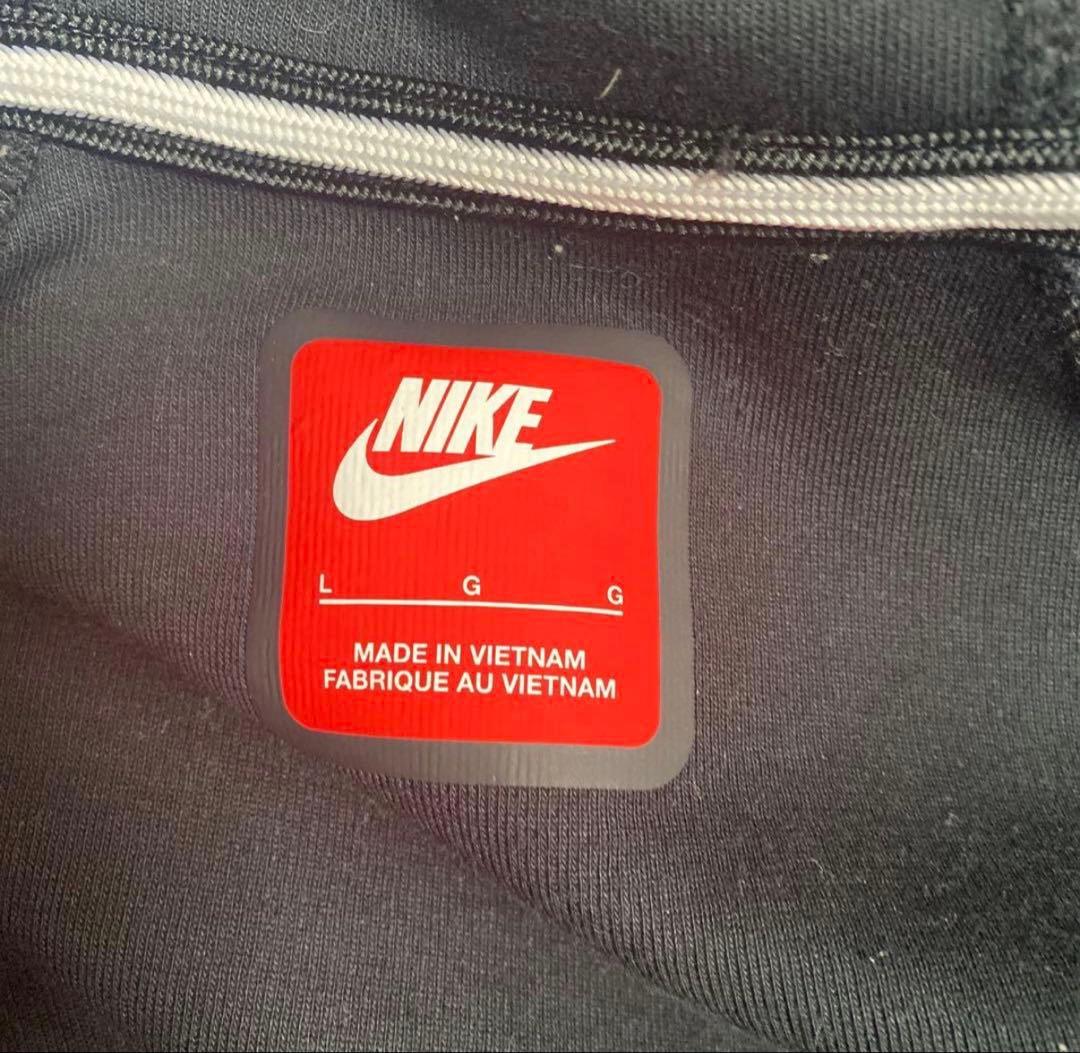 NIKE
L G G
MADE IN VIETNAM
FABRIQUE AU VIETNAM